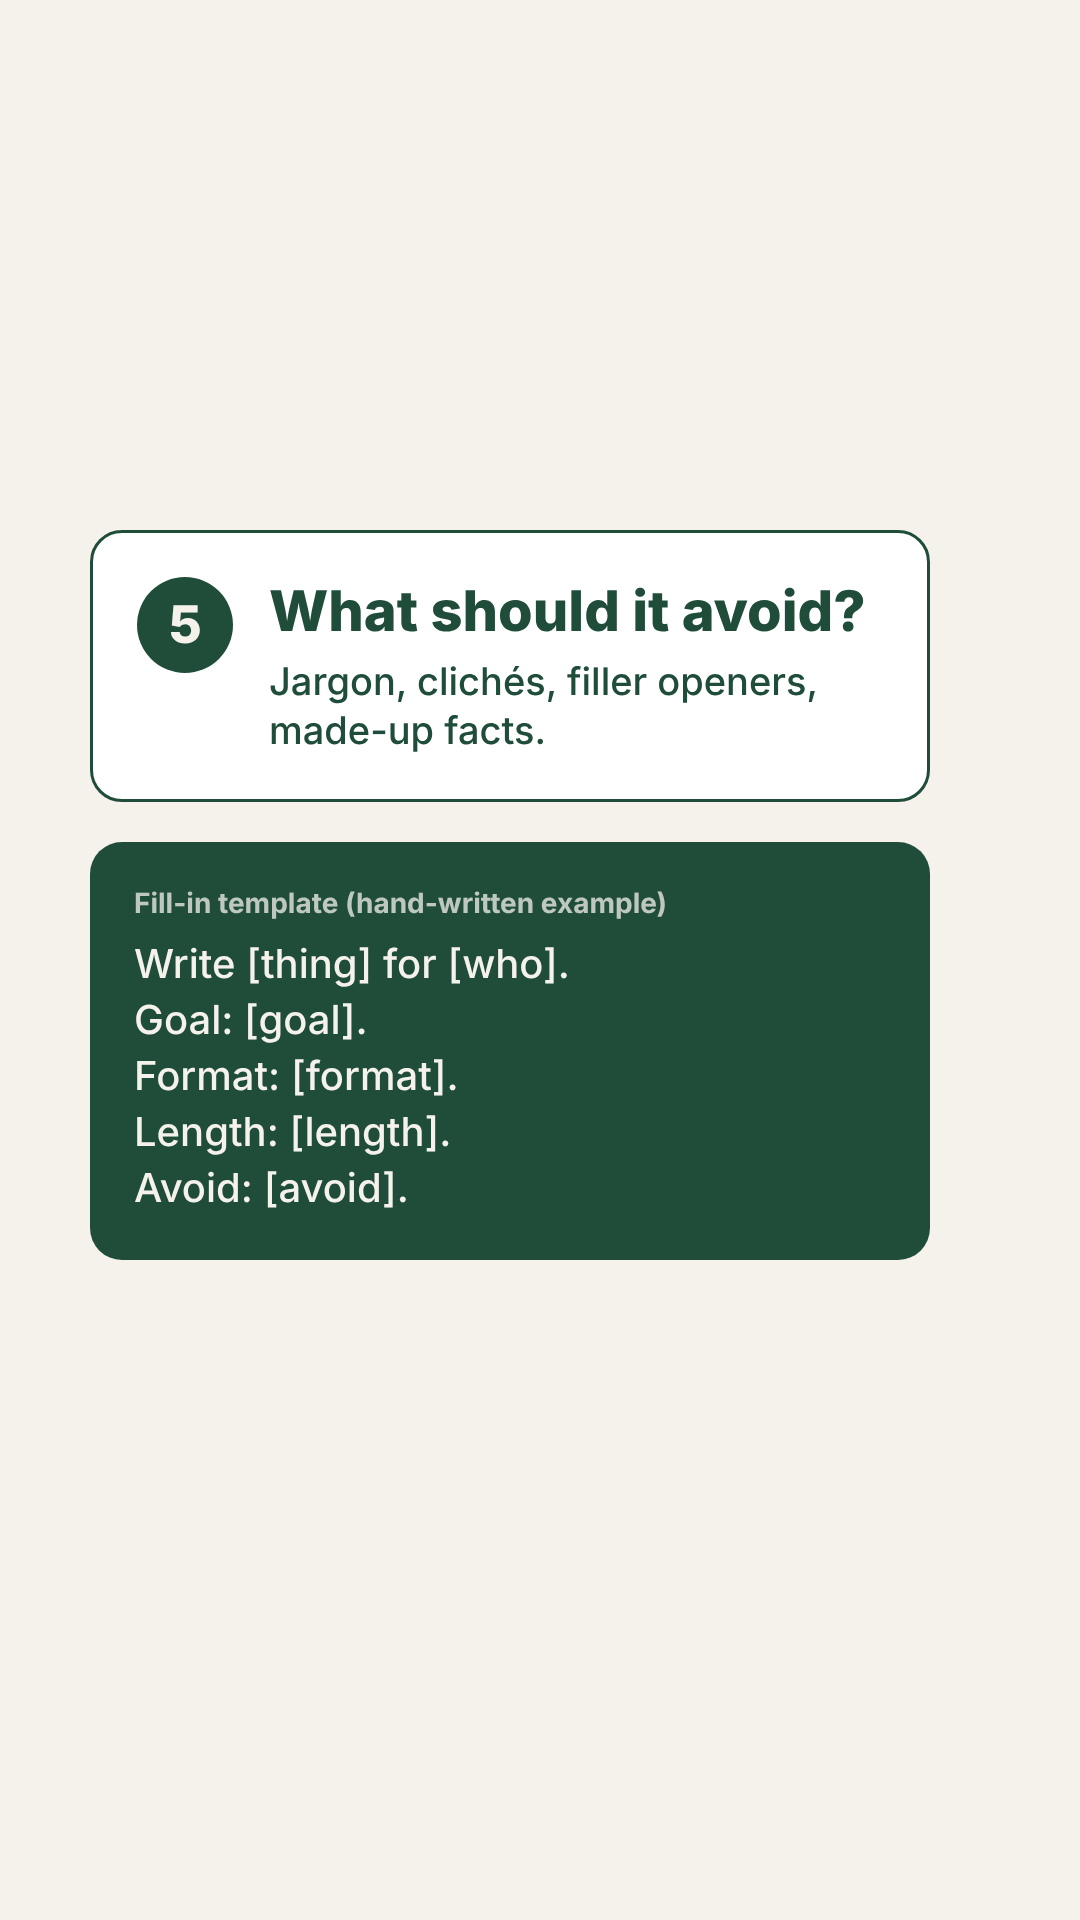 5
What should it avoid?
Jargon, clichés, filler openers,
made-up facts.
Fill-in template (hand-written example)
Write [thing] for [who].
Goal: [goal].
Format: [format].
Length: [length].
Avoid: [avoid].